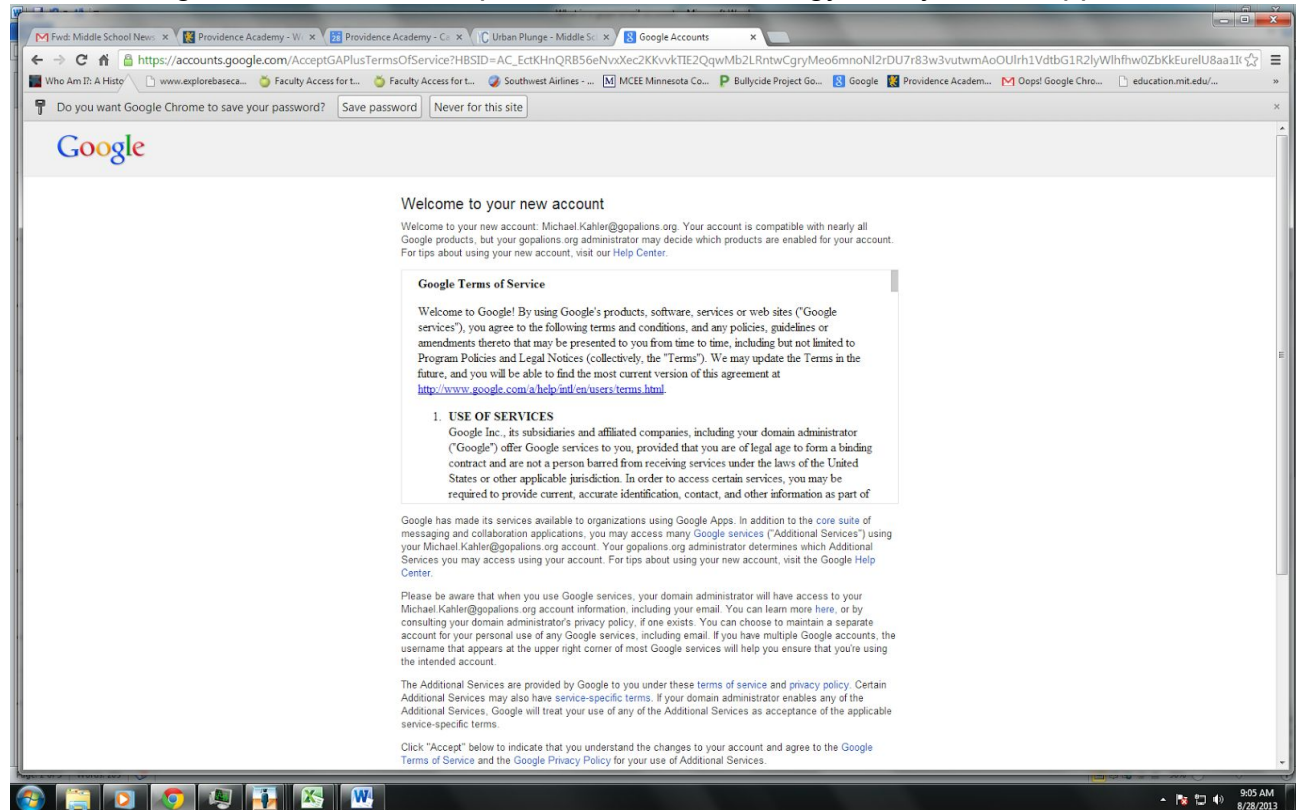 Fwd: Middle School News
Providence Academy - Wi
Providence Academy - Ca
Urban Plunge - Middle Sc
Google Accounts
Who Am I?: A Histo
www.explorebaseca...
Faculty Access for t...
Faculty Access for t...
Southwest Airlines - ...
MCEE Minnesota Co...
Bullycide Project Go...
Google
Providence Academ...
Oops! Google Chro...
education.mit.edu/...
»
Do you want Google Chrome to save your password?
Save password
Never for this site
Google
Welcome to your new account
Welcome to your new account: Michael.Kahler@gopalions.org. Your account is compatible with nearly all
Google products, but your gopalions.org administrator may decide which products are enabled for your account.
For tips about using your new account, visit our Help Center.
Google Terms of Service
Welcome to Google! By using Google's products, software, services or web sites ("Google
services"), you agree to the following terms and conditions, and any policies, guidelines or
amendments thereto that may be presented to you from time to time, including but not limited to
Program Policies and Legal Notices (collectively, the "Terms"). We may update the Terms in the
future, and you will be able to find the most current version of this agreement at
http://www.google.com/a/help/intl/en/users/terms.html.
1. USE OF SERVICES
Google Inc., its subsidiaries and affiliated companies, including your domain administrator
("Google") offer Google services to you, provided that you are of legal age to form a binding
contract and are not a person barred from receiving services under the laws of the United
States or other applicable jurisdiction. In order to access certain services, you may be
required to provide current, accurate identification, contact, and other information as part of
Google has made its services available to organizations using Google Apps. In addition to the core suite of
messaging and collaboration applications, you may access many Google services ("Additional Services") using
your Michael.Kahler@gopalions.org account. Your gopalions.org administrator determines which Additional
Services you may access using your account. For tips about using your new account, visit the Google Help
Center.
Please be aware that when you use Google services, your domain administrator will have access to your
Michael.Kahler@gopalions.org account information, including your email. You can learn more here, or by
consulting your domain administrator's privacy policy, if one exists. You can choose to maintain a separate
account for your personal use of any Google services, including email. If you have multiple Google accounts, the
username that appears at the upper right corner of most Google services will help you ensure that you're using
the intended account.
The Additional Services are provided by Google to you under these terms of service and privacy policy. Certain
Additional Services may also have service-specific terms. If your domain administrator enables any of the
Additional Services, Google will treat your use of any of the Additional Services as acceptance of the applicable
service-specific terms.
Click "Accept" below to indicate that you understand the changes to your account and agree to the Google
Terms of Service and the Google Privacy Policy for your use of Additional Services.
9:05 AM
8/28/2013